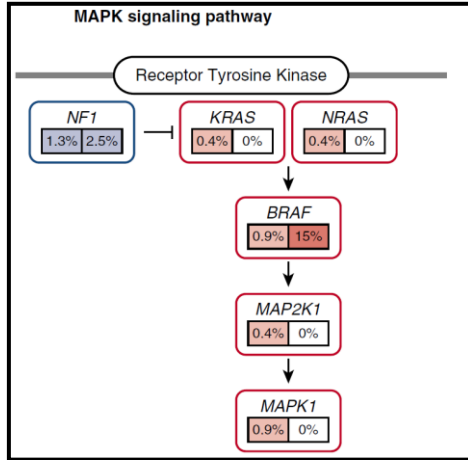 MAPK signaling pathway
Receptor Tyrosine Kinase
NF1 KRAS NRAS
1.3% 2.5% 0.4% 0% 0.4% 0%
BRAF
0.9% 15%
MAP2K1
0.4% 0%
MAPK1
0.9% 0%